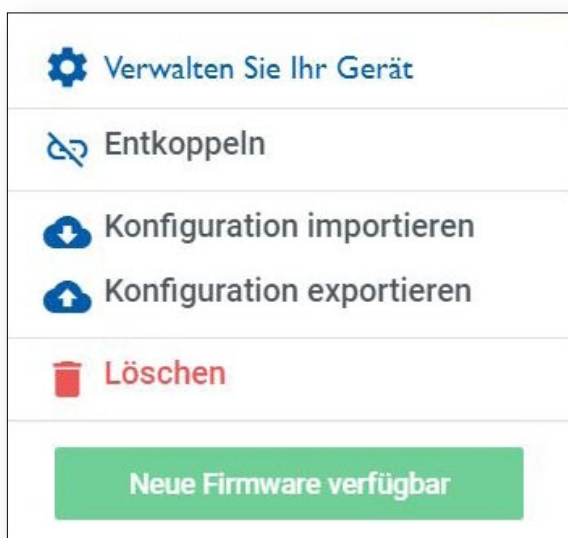 Verwalten Sie Ihr Gerät
Entkoppeln
Konfiguration importieren
Konfiguration exportieren
Löschen
Neue Firmware verfügbar